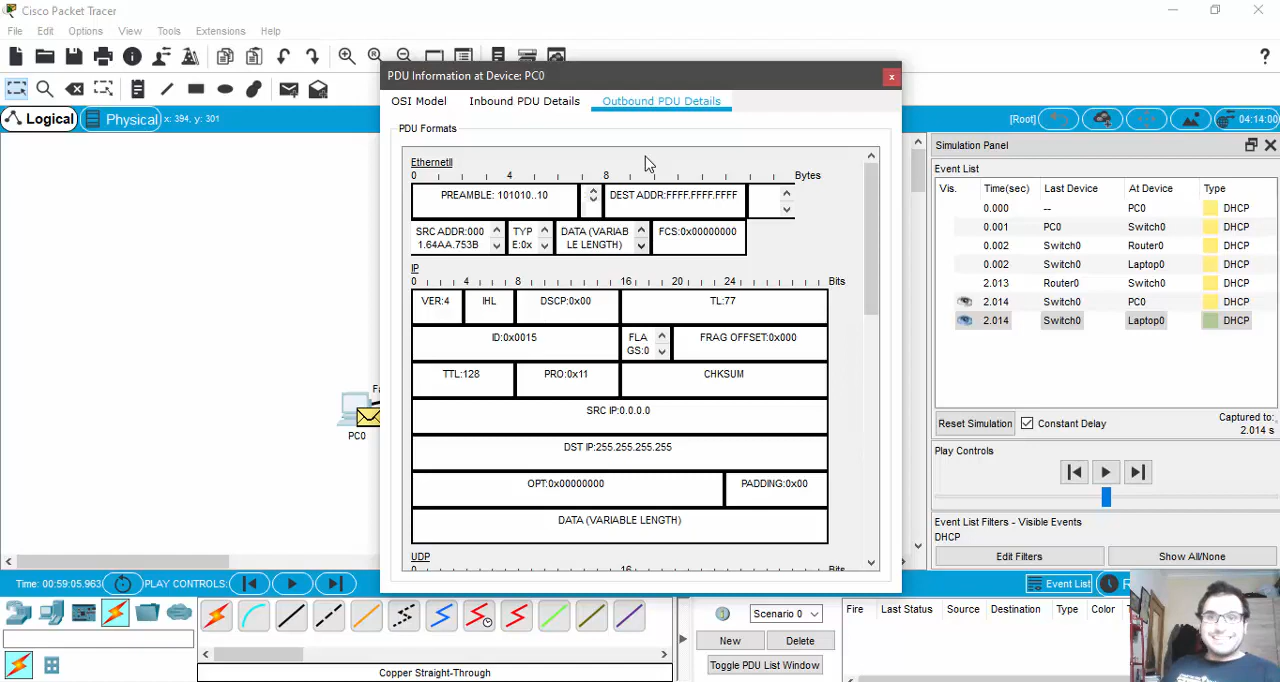 Cisco Packet Tracer
File Edit Options View Tools Extensions Help
Logical Physical x: 394, y: 301
[Root] 04:14:00
PDU Information at Device: PC0
OSI Model Inbound PDU Details Outbound PDU Details
PDU Formats
EthernetII
0 4 8 Bytes
PREAMBLE: 101010..10 DEST ADDR:FFFF.FFFF.FFFF
SRC ADDR:000 TYP DATA (VARIAB FCS:0x00000000
1.64AA.753B E:0x LE LENGTH)
IP
0 4 8 16 20 24 Bits
VER:4 IHL DSCP:0x00 TL:77
ID:0x0015 FLA FRAG OFFSET:0x000
GS:0
TTL:128 PRO:0x11 CHKSUM
SRC IP:0.0.0.0
DST IP:255.255.255.255
OPT:0x00000000 PADDING:0x00
DATA (VARIABLE LENGTH)
UDP
0 16 Bits
Fa
PC0
Simulation Panel
Event List
Vis. Time(sec) Last Device At Device Type
0.000 -- PC0 DHCP
0.001 PC0 Switch0 DHCP
0.002 Switch0 Router0 DHCP
0.002 Switch0 Laptop0 DHCP
2.013 Router0 Switch0 DHCP
2.014 Switch0 PC0 DHCP
2.014 Switch0 Laptop0 DHCP
Reset Simulation Constant Delay Captured to:
2.014 s
Play Controls
Event List Filters - Visible Events
DHCP
Edit Filters Show All/None
Time: 00:59:05.963 PLAY CONTROLS:
Event List R
Scenario 0
New Delete
Toggle PDU List Window
Fire Last Status Source Destination Type Color
Copper Straight-Through